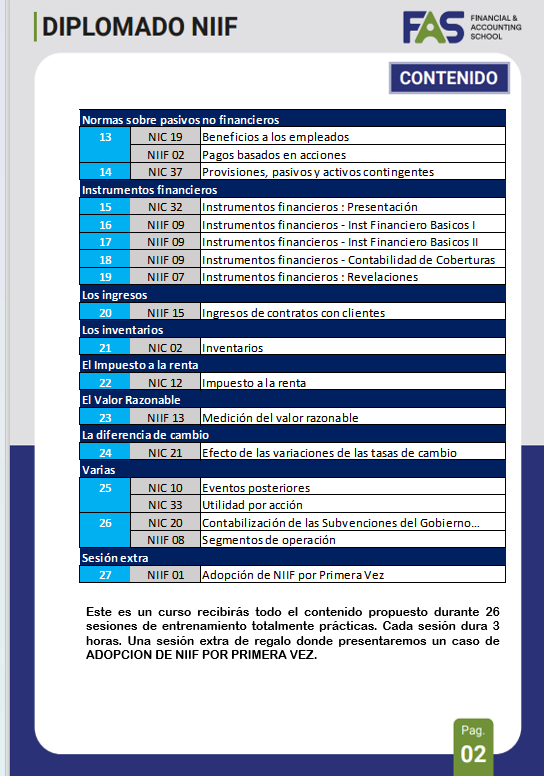 DIPLOMADO NIIF
FAS FINANCIAL &
ACCOUNTING
SCHOOL
CONTENIDO
Normas sobre pasivos no financieros
13 NIC 19 Beneficios a los empleados
NIIF 02 Pagos basados en acciones
14 NIC 37 Provisiones, pasivos y activos contingentes
Instrumentos financieros
15 NIC 32 Instrumentos financieros : Presentación
16 NIIF 09 Instrumentos financieros - Inst Financiero Basicos I
17 NIIF 09 Instrumentos financieros - Inst Financiero Basicos II
18 NIIF 09 Instrumentos financieros - Contabilidad de Coberturas
19 NIIF 07 Instrumentos financieros : Revelaciones
Los ingresos
20 NIIF 15 Ingresos de contratos con clientes
Los inventarios
21 NIC 02 Inventarios
El Impuesto a la renta
22 NIC 12 Impuesto a la renta
El Valor Razonable
23 NIIF 13 Medición del valor razonable
La diferencia de cambio
24 NIC 21 Efecto de las variaciones de las tasas de cambio
Varias
25 NIC 10 Eventos posteriores
NIC 33 Utilidad por acción
26 NIC 20 Contabilización de las Subvenciones del Gobierno...
NIIF 08 Segmentos de operación
Sesión extra
27 NIIF 01 Adopción de NIIF por Primera Vez
Este es un curso recibirás todo el contenido propuesto durante 26
sesiones de entrenamiento totalmente prácticas. Cada sesión dura 3
horas. Una sesión extra de regalo donde presentaremos un caso de
ADOPCION DE NIIF POR PRIMERA VEZ.
Pag.
02